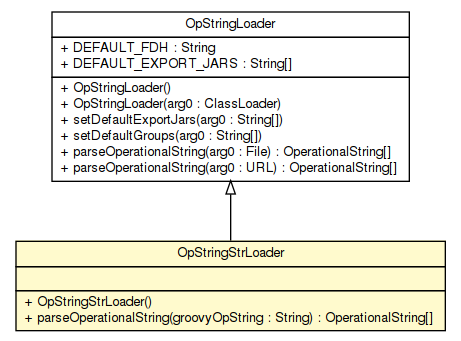 OpStringLoader
+ DEFAULT_FDH : String
+ DEFAULT_EXPORT_JARS : String[]
+ OpStringLoader()
+ OpStringLoader(arg0 : ClassLoader)
+ setDefaultExportJars(arg0 : String[])
+ setDefaultGroups(arg0 : String[])
+ parseOperationalString(arg0 : File) : OperationalString[]
+ parseOperationalString(arg0 : URL) : OperationalString[]
OpStringStrLoader
+ OpStringStrLoader()
+ parseOperationalString(groovyOpString : String) : OperationalString[]